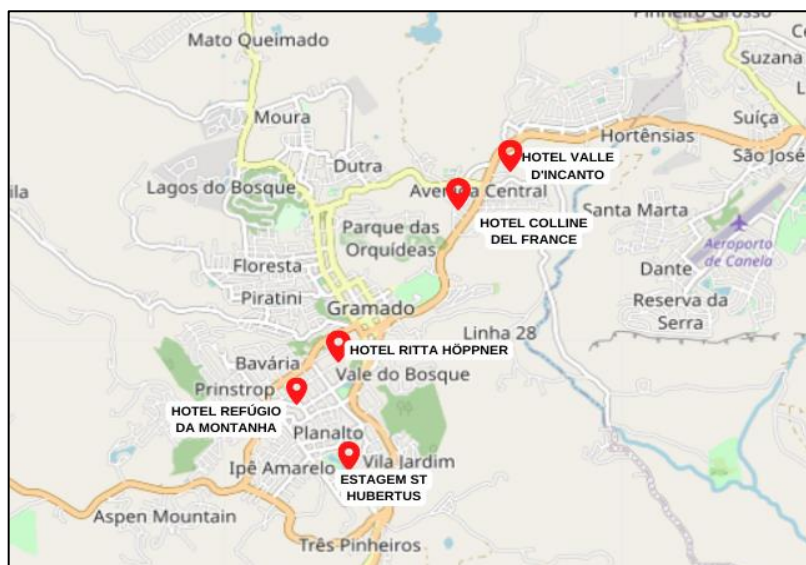 Pinheiro Grosso
Mato Queimado
Suzana
Moura
Suíça
Hortênsias
Dutra
HOTEL VALLE
D'INCANTO
São José
Lagos do Bosque
Central
Santa Marta
HOTEL COLLINE
DEL FRANCE
Parque das
Orquídeas
Aeroporto
de Canela
Floresta
Dante
Piratini
Reserva da
Serra
Gramado
Linha 28
HOTEL RITTA HÖPPNER
Bavária
Vale do Bosque
Prinstrop
HOTEL REFÚGIO
DA MONTANHA
Planalto
Ipê Amarelo
Vila Jardim
ESTAGEM ST
HUBERTUS
Aspen Mountain
Três Pinheiros